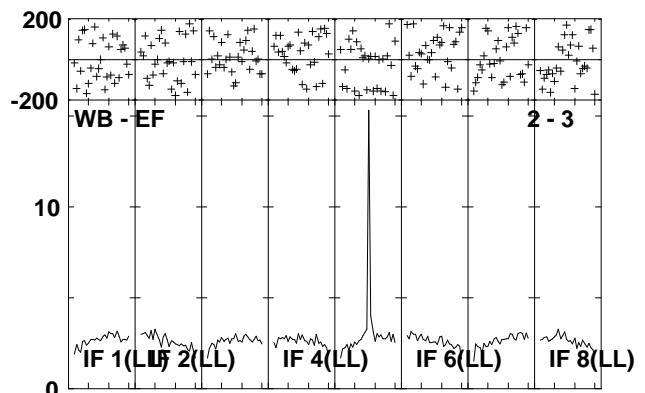 200
-200
WB - EF 2 - 3
10
IF 1(LL) IF 2(LL) IF 4(LL) IF 6(LL) IF 8(LL)
0